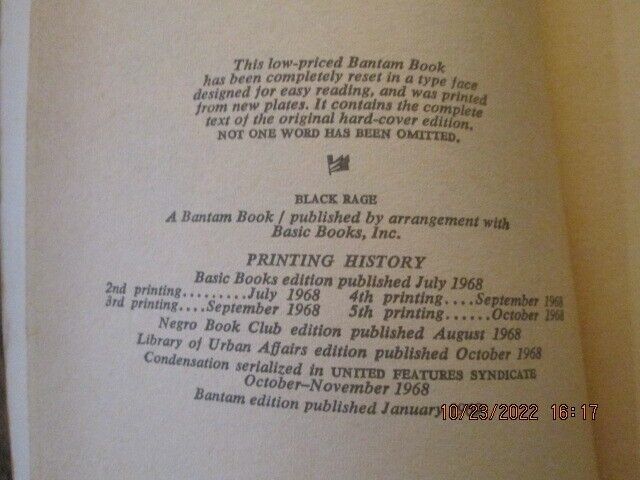 This low-priced Bantam Book
has been completely reset in a type face
designed for easy reading, and was printed
from new plates. It contains the complete
text of the original hard-cover edition.
NOT ONE WORD HAS BEEN OMITTED.
BLACK RAGE
A Bantam Book / published by arrangement with
Basic Books, Inc.
PRINTING HISTORY
Basic Books edition published July 1968
2nd printing.........July 1968 4th printing....September 1968
3rd printing....September 1968 5th printing......October 1968
Negro Book Club edition published August 1968
Library of Urban Affairs edition published October 1968
Condensation serialized in UNITED FEATURES SYNDICATE
October–November 1968
Bantam edition published January
10/23/2022 16:17